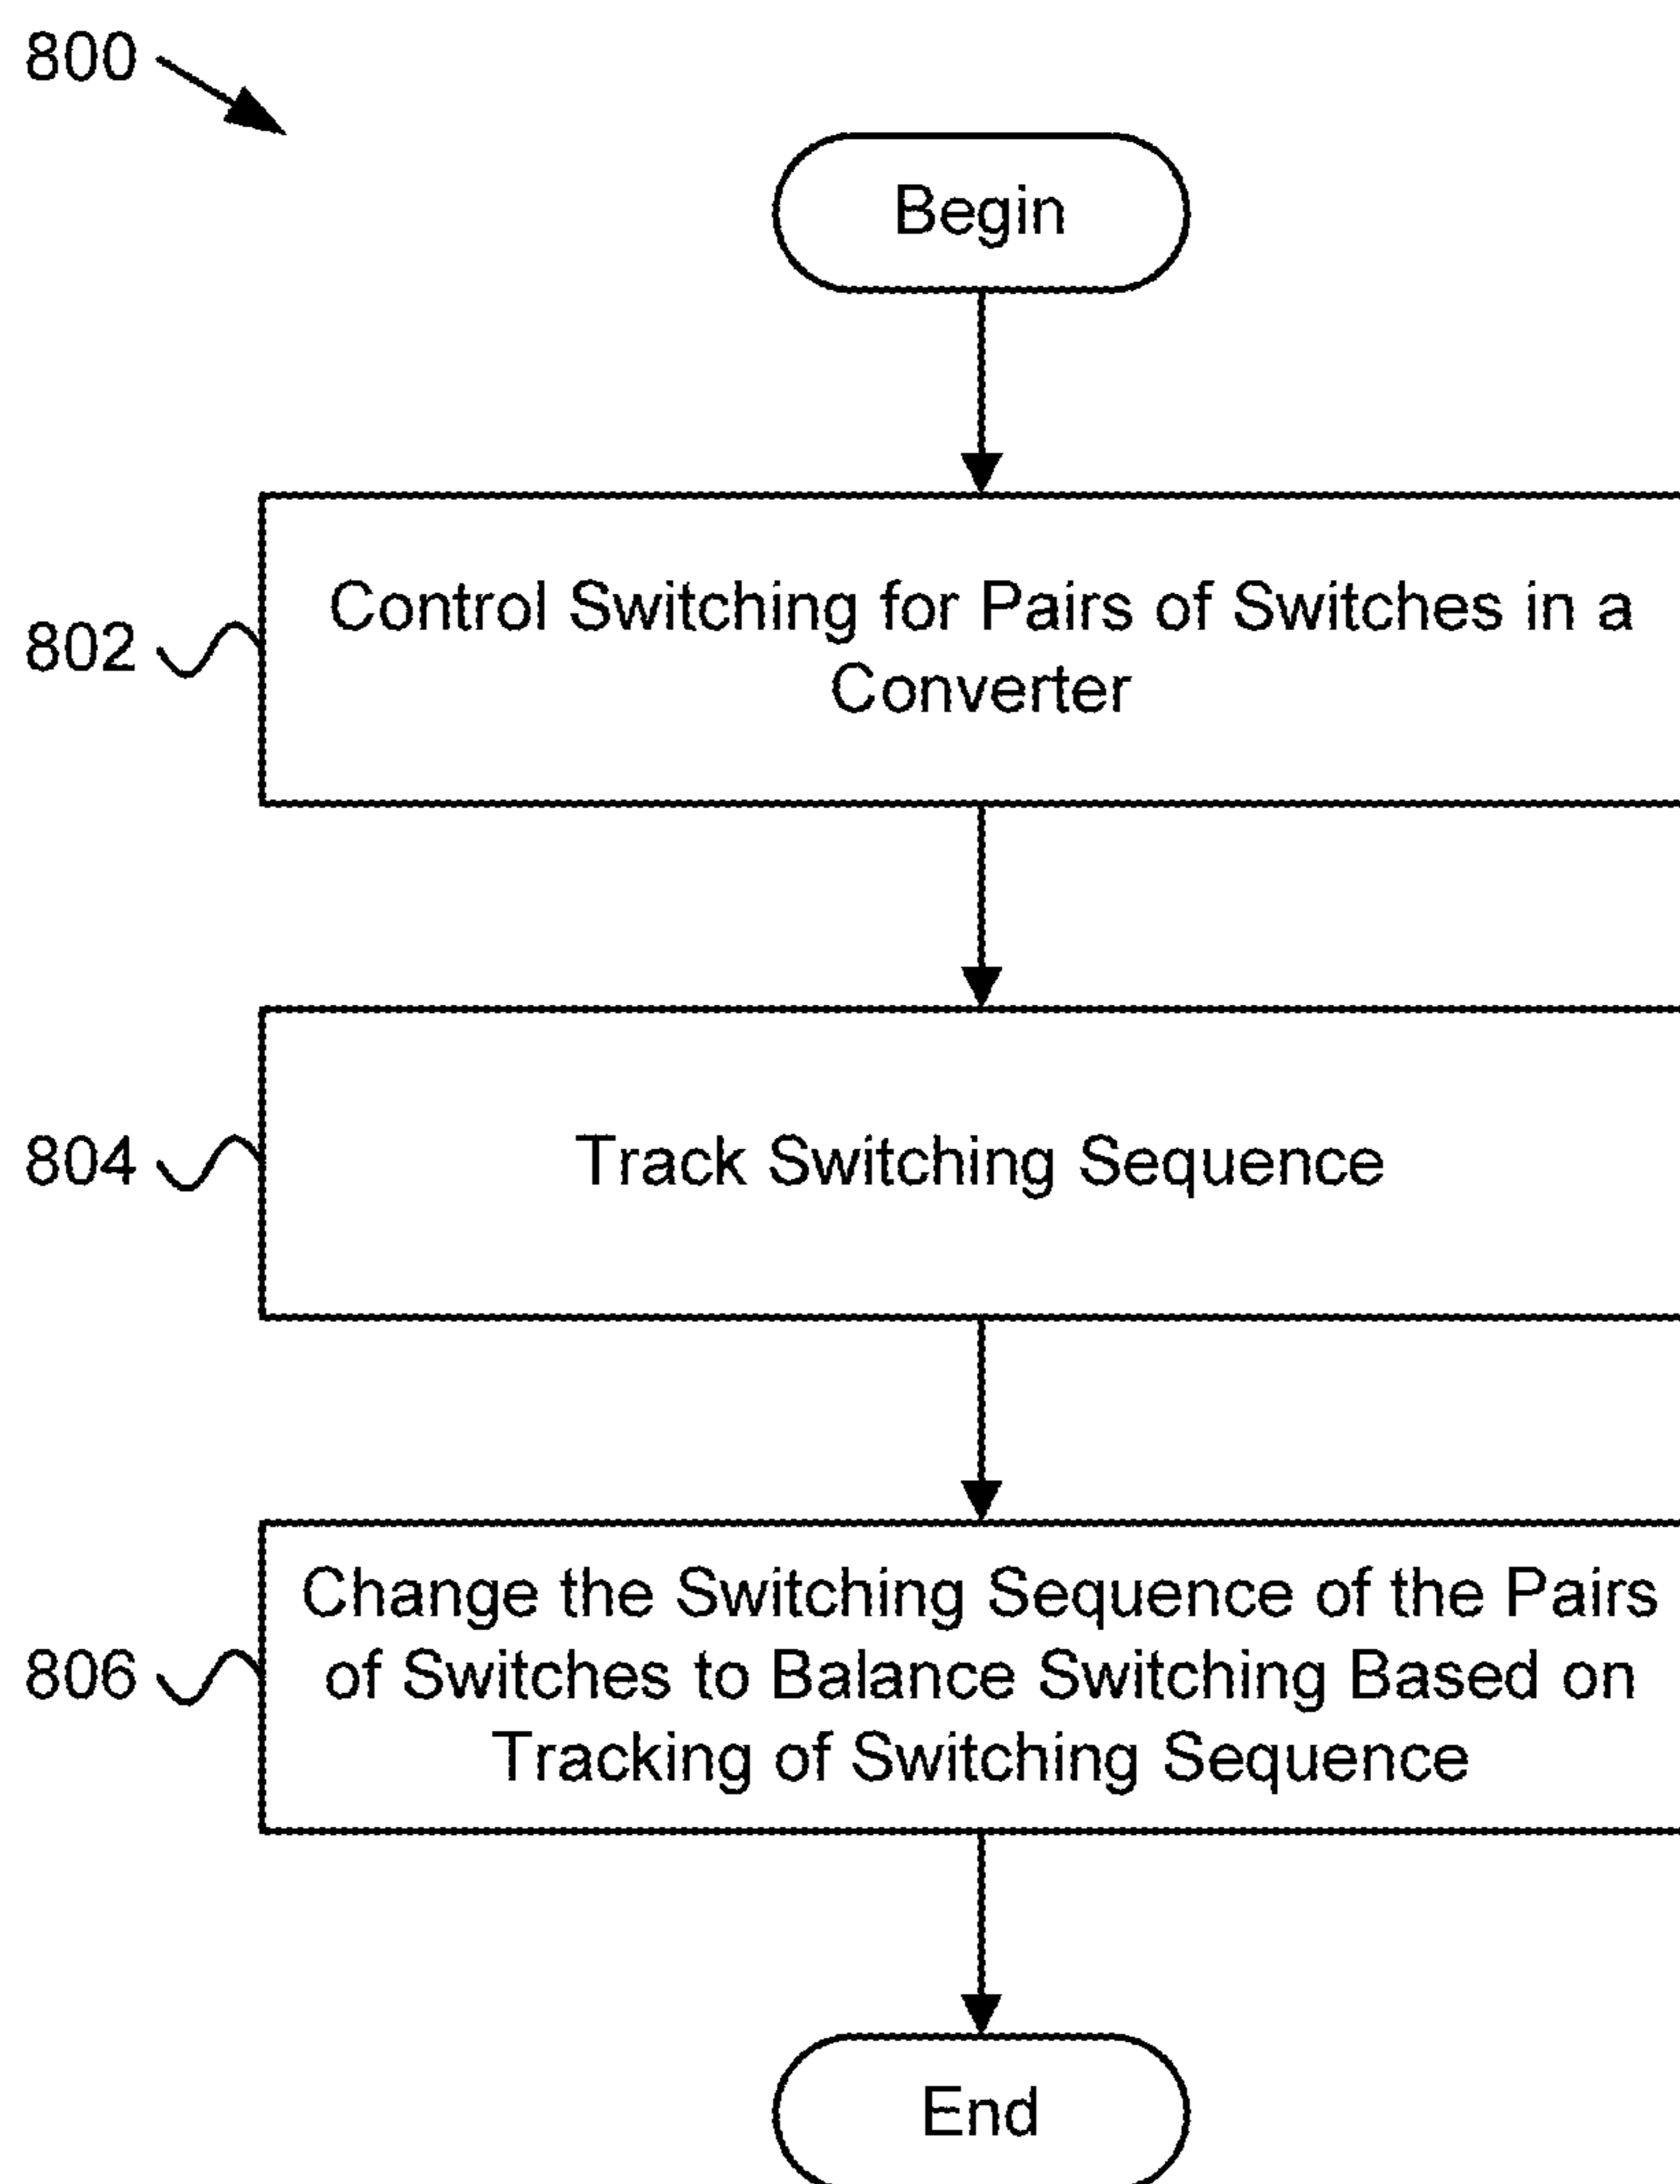 800
Begin
802
Control Switching for Pairs of Switches in a
Converter
804
Track Switching Sequence
806
Change the Switching Sequence of the Pairs
of Switches to Balance Switching Based on
Tracking of Switching Sequence
End